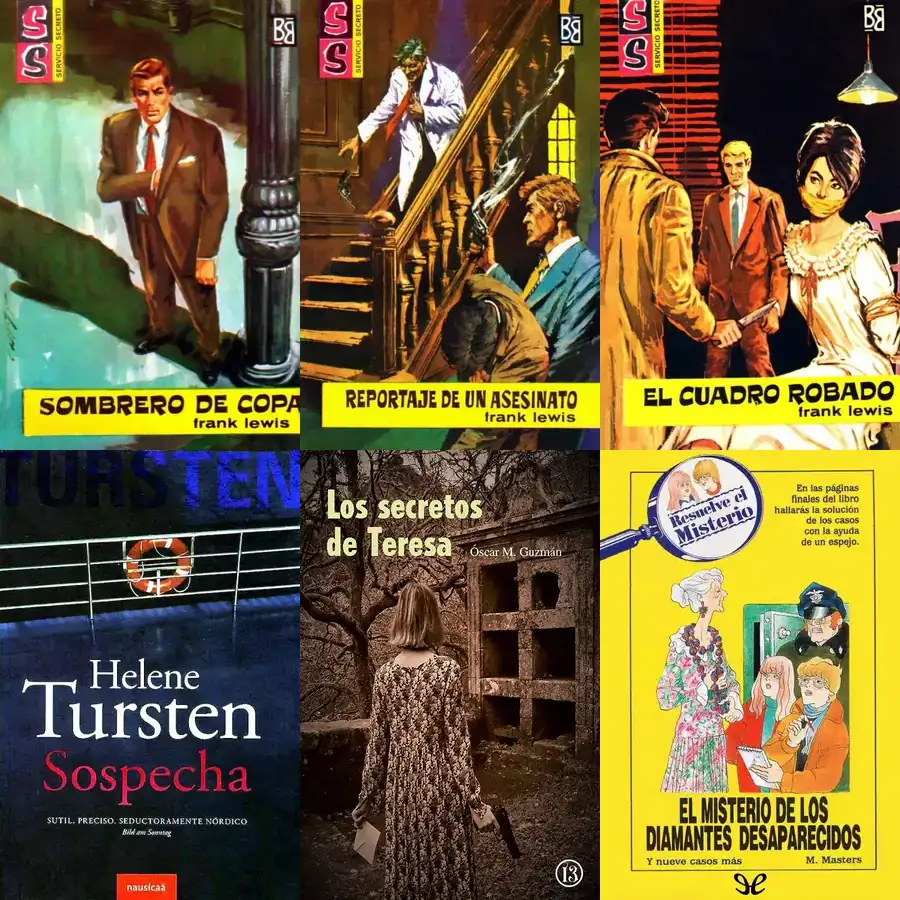 SS
SERVICIO SECRETO
BB
SOMBRERO DE COPA
frank lewis
SS
SERVICIO SECRETO
BB
REPORTAJE DE UN ASESINATO
frank lewis
SS
SERVICIO SECRETO
BB
EL CUADRO ROBADO
frank lewis
TURSTEN
Helene
Tursten
Sospecha
SUTIL, PRECISO, SEDUCTORAMENTE NÓRDICO
Bild am Sonntag
nausícaä
Los secretos
de Teresa
Óscar M. Guzmán
13
Resuelve el
Misterio
En las páginas
finales del libro
hallarás la solución
de los casos
con la ayuda
de un espejo.
EL MISTERIO DE LOS
DIAMANTES DESAPARECIDOS
Y nueve casos más
M. Masters